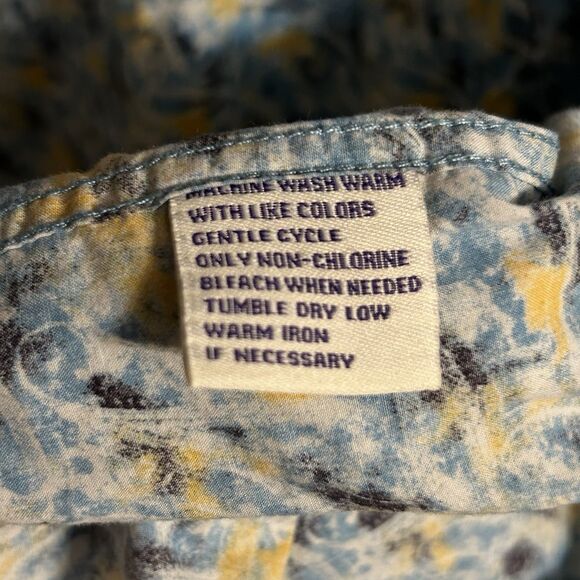 MACHINE WASH WARM
WITH LIKE COLORS
GENTLE CYCLE
ONLY NON-CHLORINE
BLEACH WHEN NEEDED
TUMBLE DRY LOW
WARM IRON
IF NECESSARY